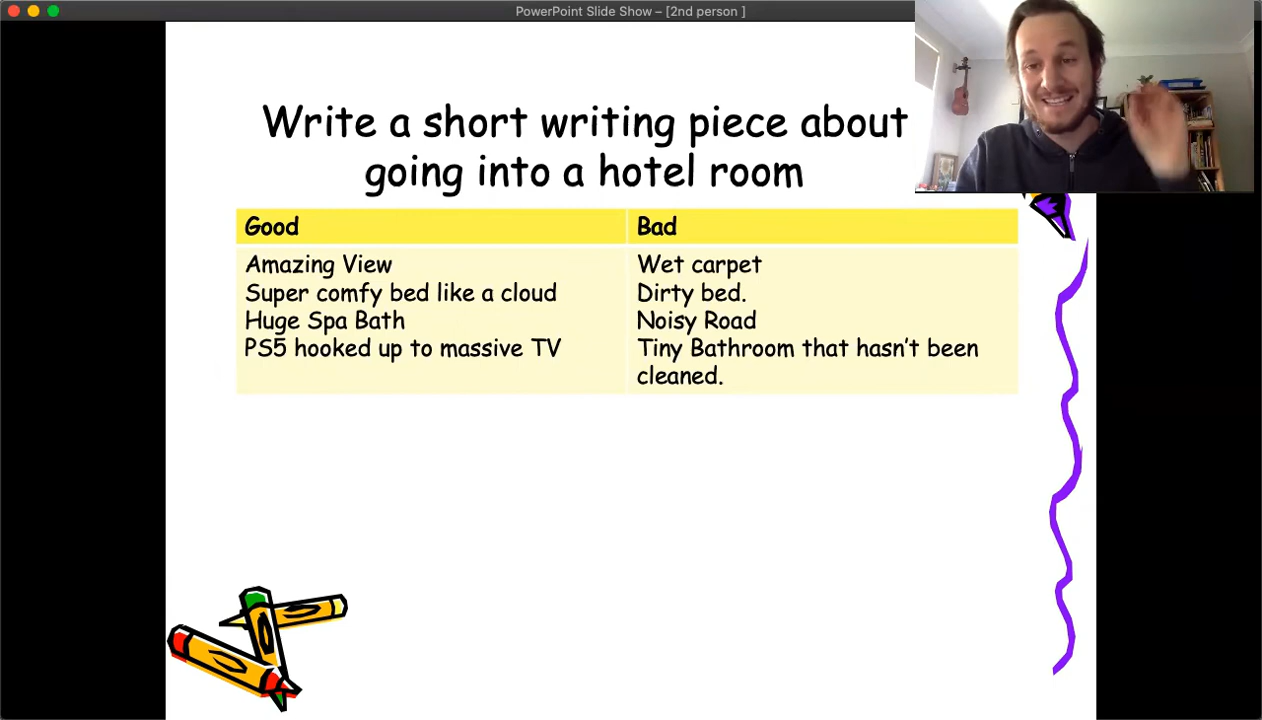 PowerPoint Slide Show – [2nd person ]
Write a short writing piece about
going into a hotel room
Good
Bad
Amazing View
Super comfy bed like a cloud
Huge Spa Bath
PS5 hooked up to massive TV
Wet carpet
Dirty bed.
Noisy Road
Tiny Bathroom that hasn't been
cleaned.